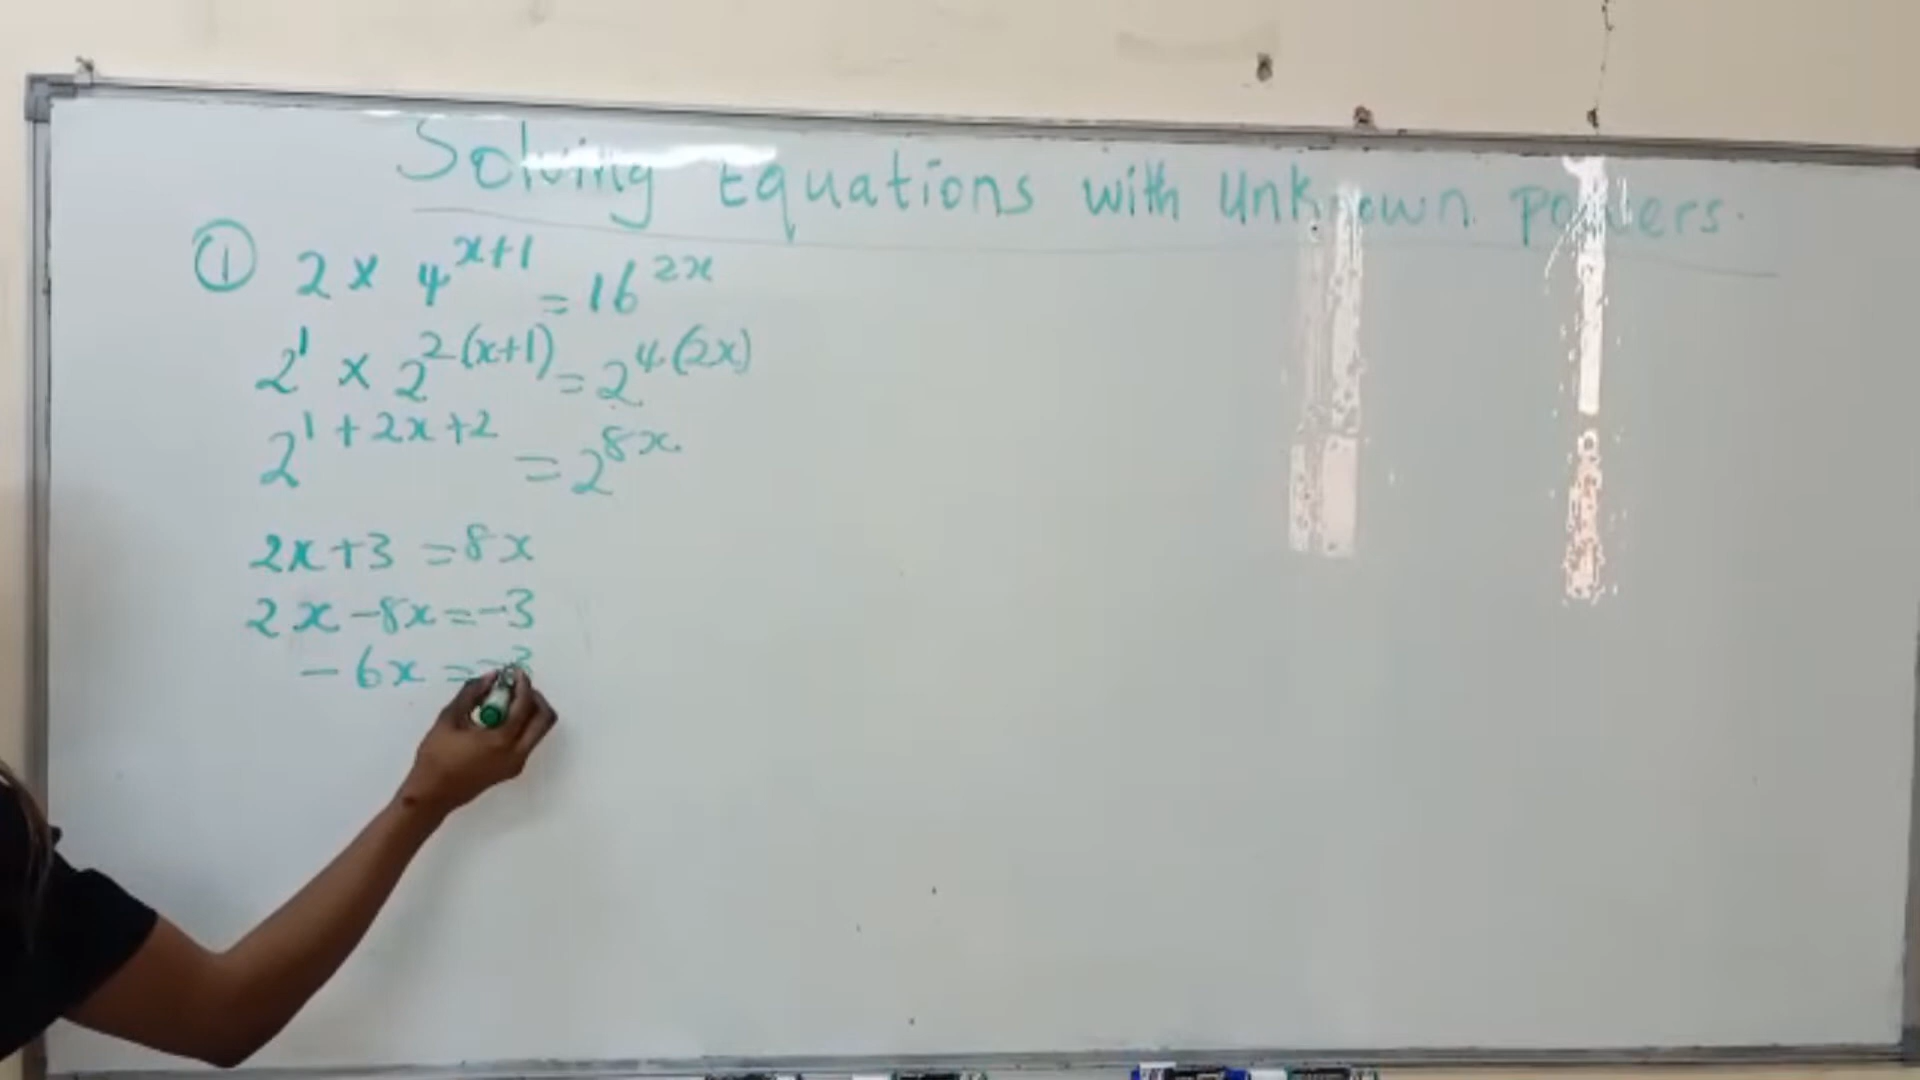 Solving Equations with unknown powers.
① 2 × 4^{x+1} = 16^{2x}
2^1 × 2^{2(x+1)} = 2^{4(2x)}
2^{1+2x+2} = 2^{8x}
2x+3 = 8x
2x-8x = -3
-6x = -3